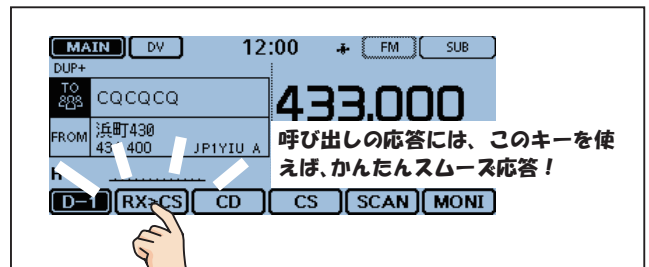 MAIN DV 12:00 FM SUB
DUP+
TO CQCQCQ 433.000
FROM 浜町430
400 JP1YIU A
呼び出しの応答には、このキーを使
えば、かんたんスムーズ応答！
D-1 RX>CS CD CS SCAN MONI